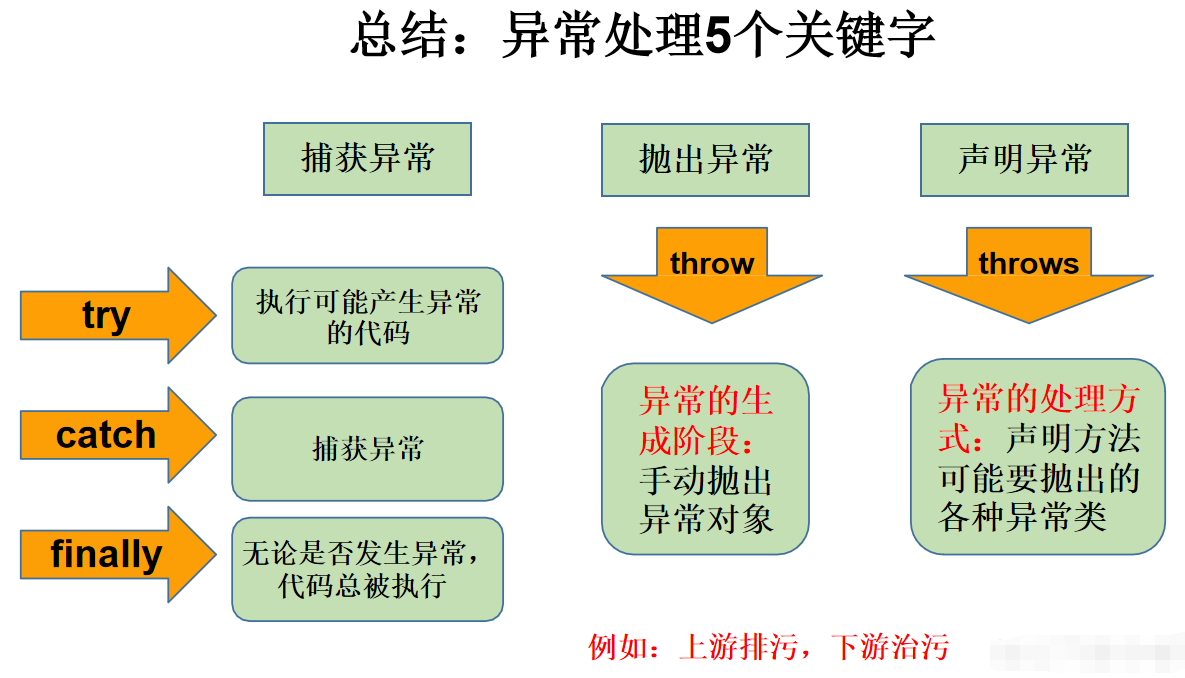 总结：异常处理5个关键字
捕获异常
抛出异常
声明异常
try
执行可能产生异常
的代码
catch
捕获异常
finally
无论是否发生异常，
代码总被执行
throw
异常的生
成阶段：
手动抛出
异常对象
throws
异常的处理方
式：声明方法
可能要抛出的
各种异常类
例如：上游排污，下游治污